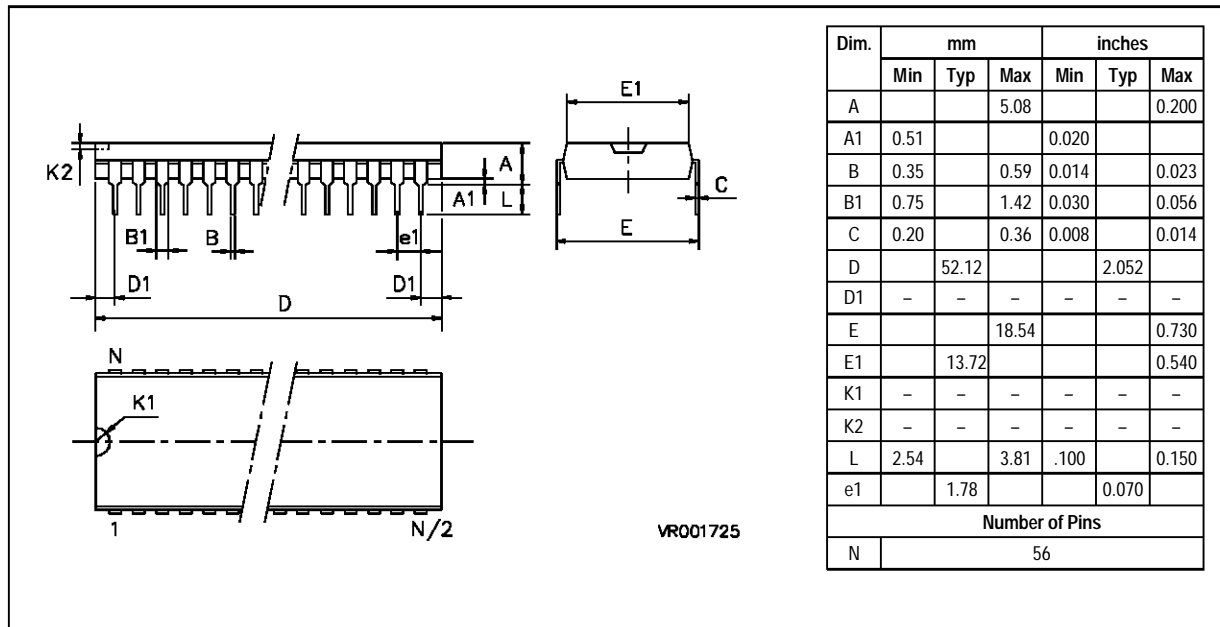 E1
K2
A
A1
L
C
B1
B
e1
E
D1
D1
D
N
K1
1
N/2
VR001725
Dim. mm inches
Min Typ Max Min Typ Max
A 5.08 0.200
A1 0.51 0.020
B 0.35 0.59 0.014 0.023
B1 0.75 1.42 0.030 0.056
C 0.20 0.36 0.008 0.014
D 52.12 2.052
D1 – – – – – –
E 18.54 0.730
E1 13.72 0.540
K1 – – – – – –
K2 – – – – – –
L 2.54 3.81 .100 0.150
e1 1.78 0.070
Number of Pins
N 56